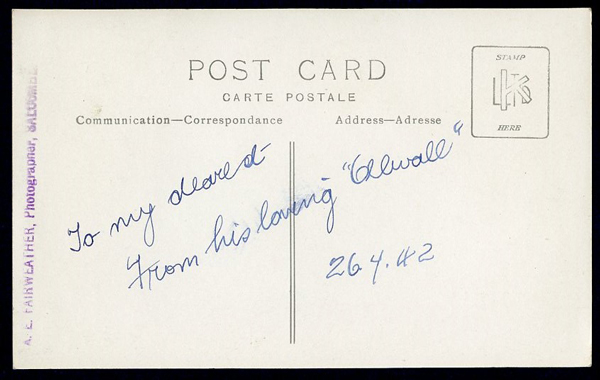 POST CARD
CARTE POSTALE
Communication—Correspondance
Address—Adresse
STAMP
HERE
To my dearest
From his loving "
26.4.42
A. E. FAIRWEATHER, Photographer, SALCOMBE